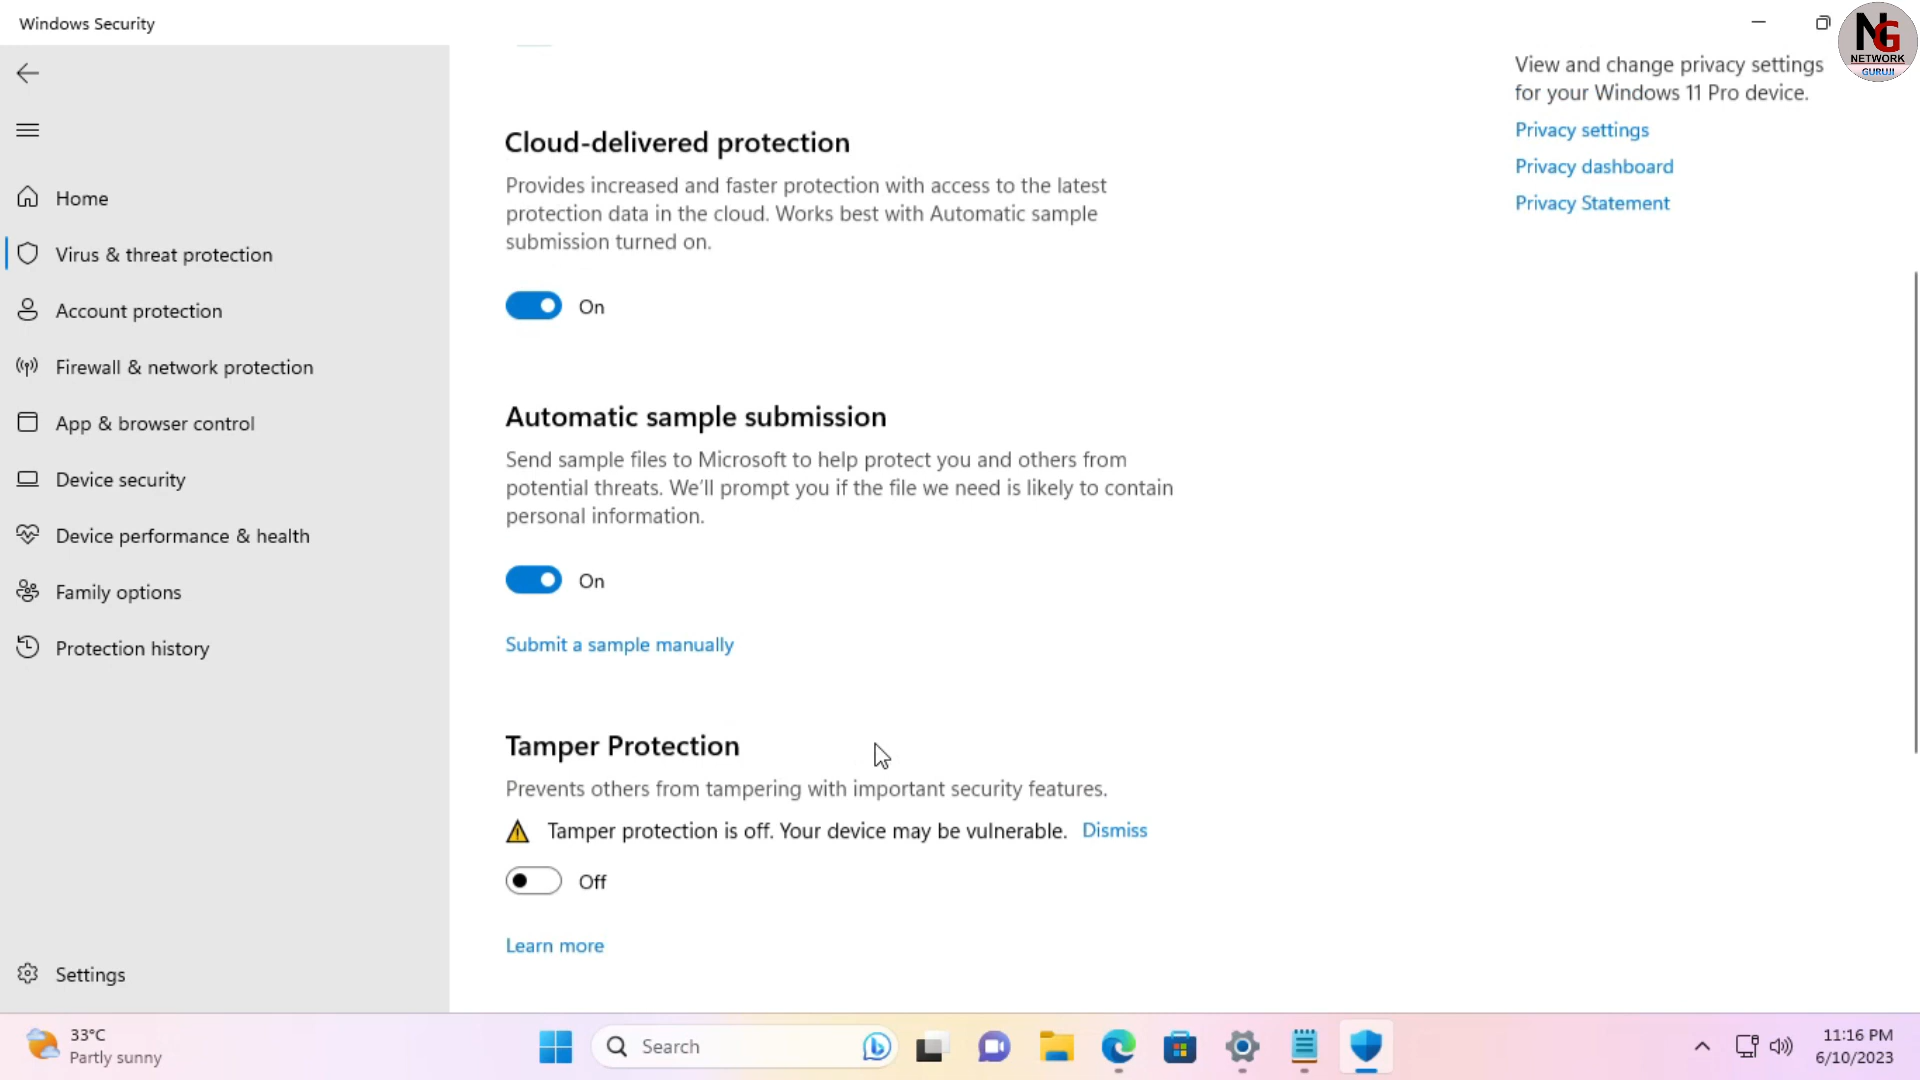 Windows Security
NG
NETWORK
GURUJI
Home
Virus & threat protection
Account protection
Firewall & network protection
App & browser control
Device security
Device performance & health
Family options
Protection history
Settings
Cloud-delivered protection
Provides increased and faster protection with access to the latest
protection data in the cloud. Works best with Automatic sample
submission turned on.
On
Automatic sample submission
Send sample files to Microsoft to help protect you and others from
potential threats. We’ll prompt you if the file we need is likely to contain
personal information.
On
Submit a sample manually
Tamper Protection
Prevents others from tampering with important security features.
Tamper protection is off. Your device may be vulnerable. Dismiss
Off
Learn more
View and change privacy settings
for your Windows 11 Pro device.
Privacy settings
Privacy dashboard
Privacy Statement
33°C
Partly sunny
Search
11:16 PM
6/10/2023